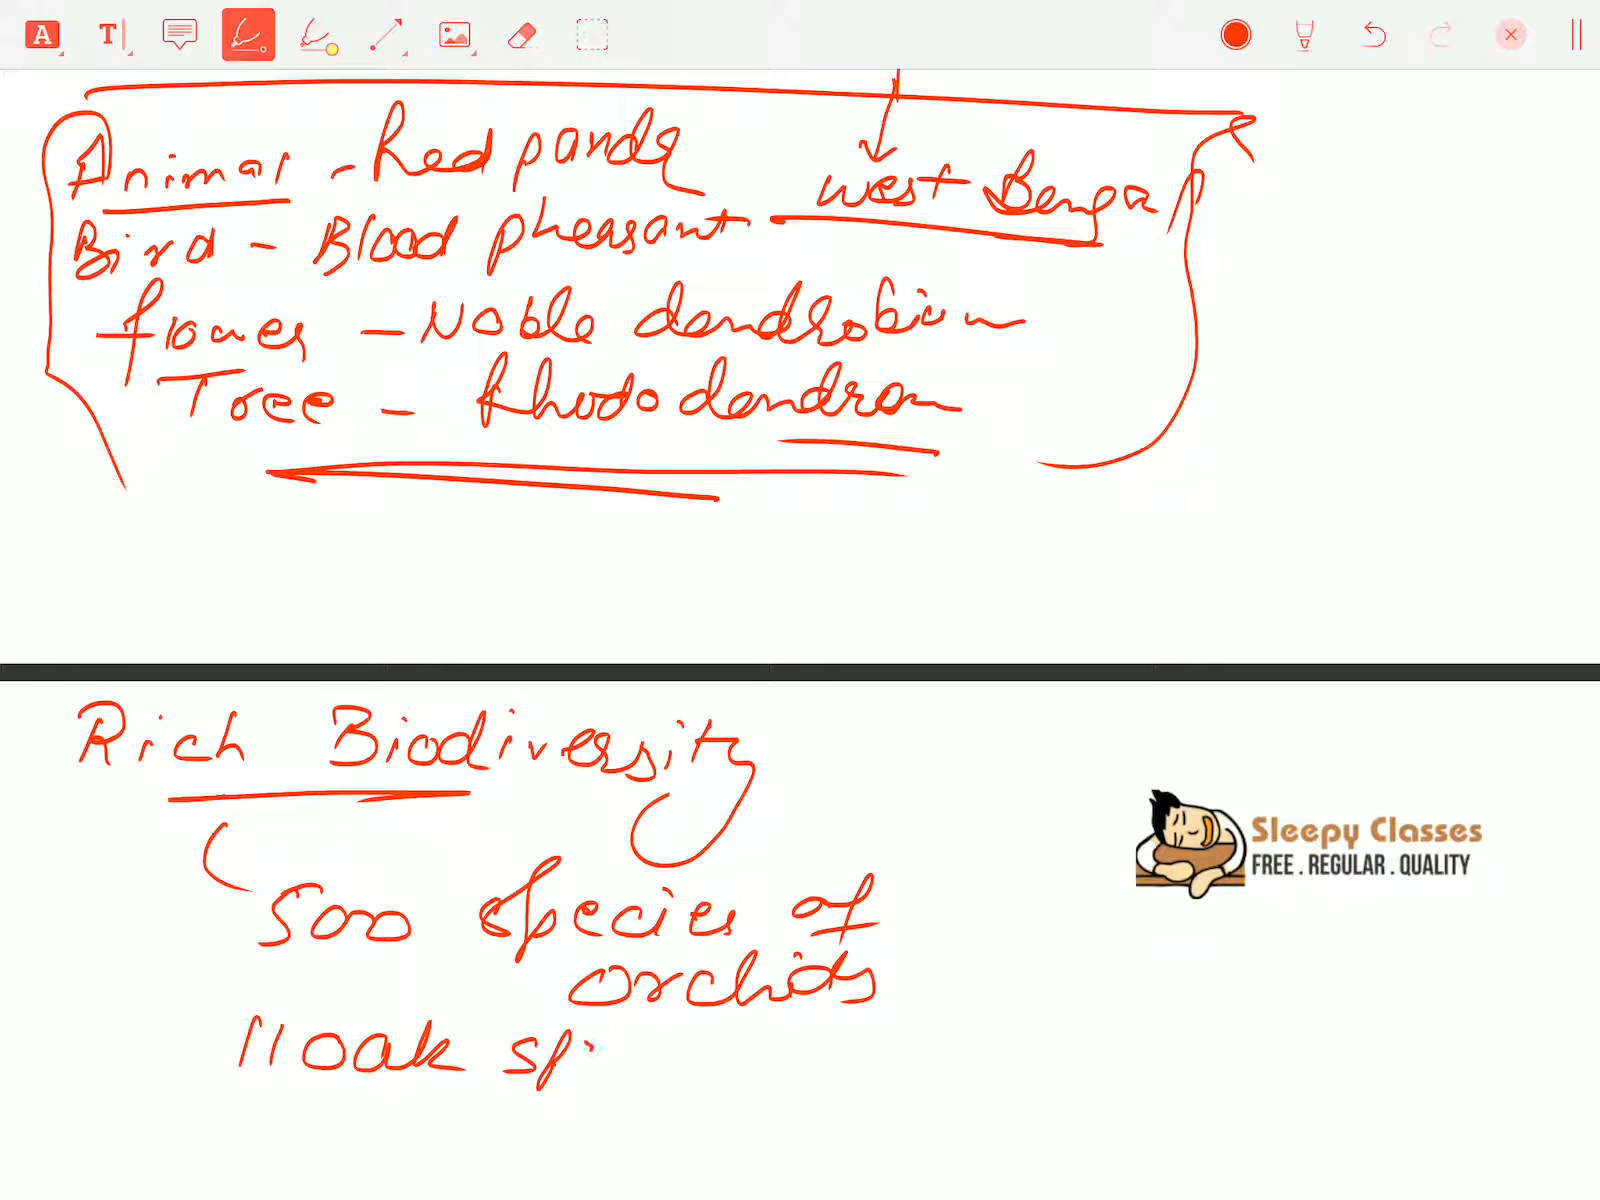 Animal - Red panda
West Bengal
Bird - Blood pheasant
flower - Noble dendrobium
Tree - Rhododendron
Rich Biodiversity
500 species of
orchids
11 oak sp
Sleepy Classes
FREE . REGULAR . QUALITY